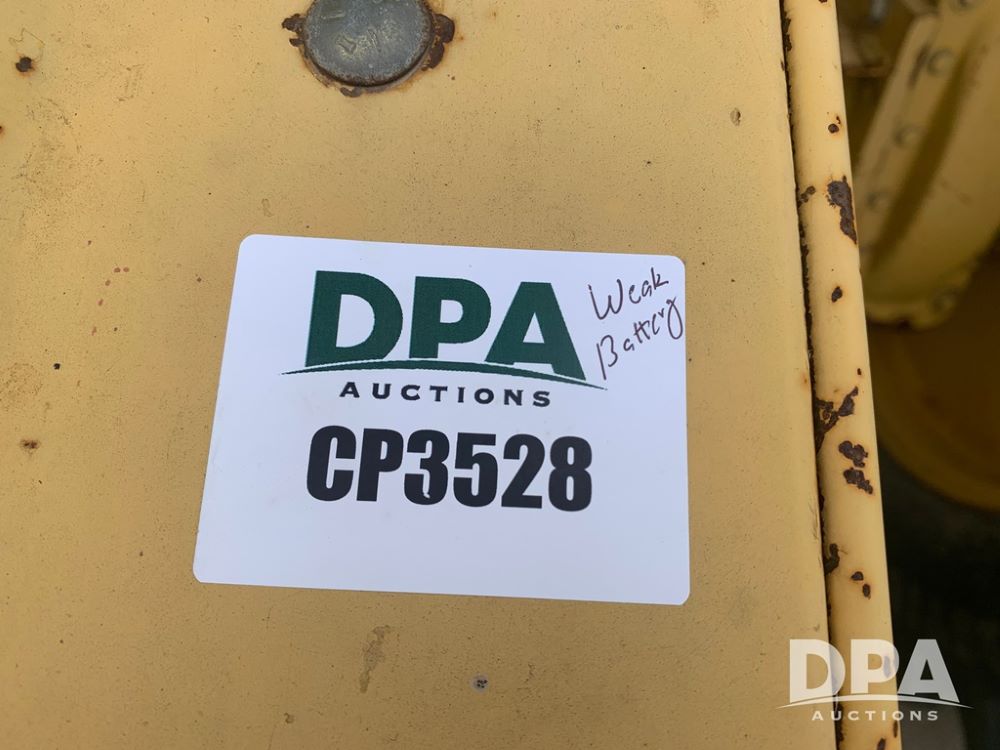 DPA
AUCTIONS
Weak
Battery
CP3528
DPA
AUCTIONS